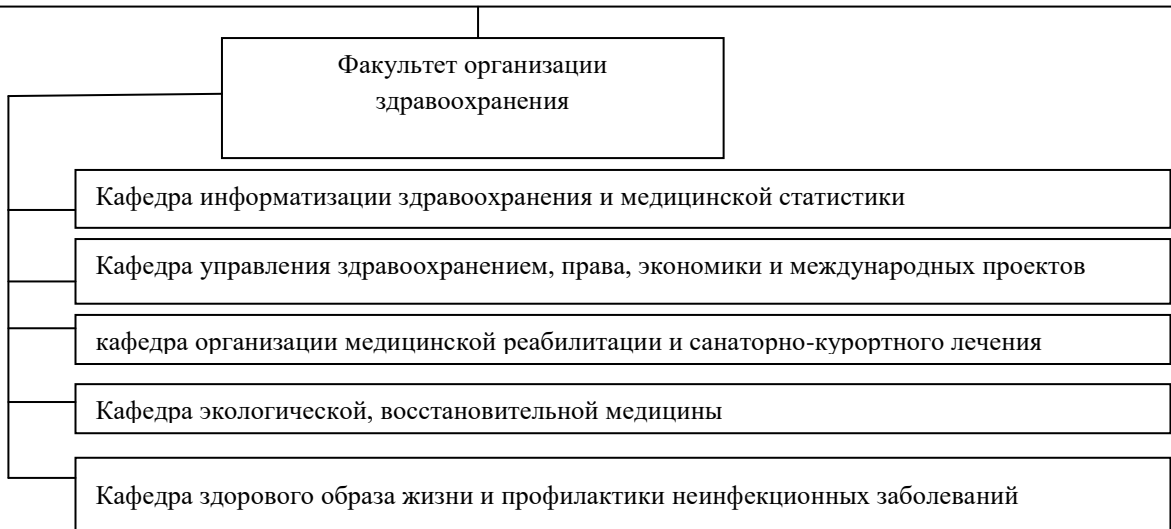 Факультет организации
здравоохранения
Кафедра информатизации здравоохранения и медицинской статистики
Кафедра управления здравоохранением, права, экономики и международных проектов
кафедра организации медицинской реабилитации и санаторно-курортного лечения
Кафедра экологической, восстановительной медицины
Кафедра здорового образа жизни и профилактики неинфекционных заболеваний